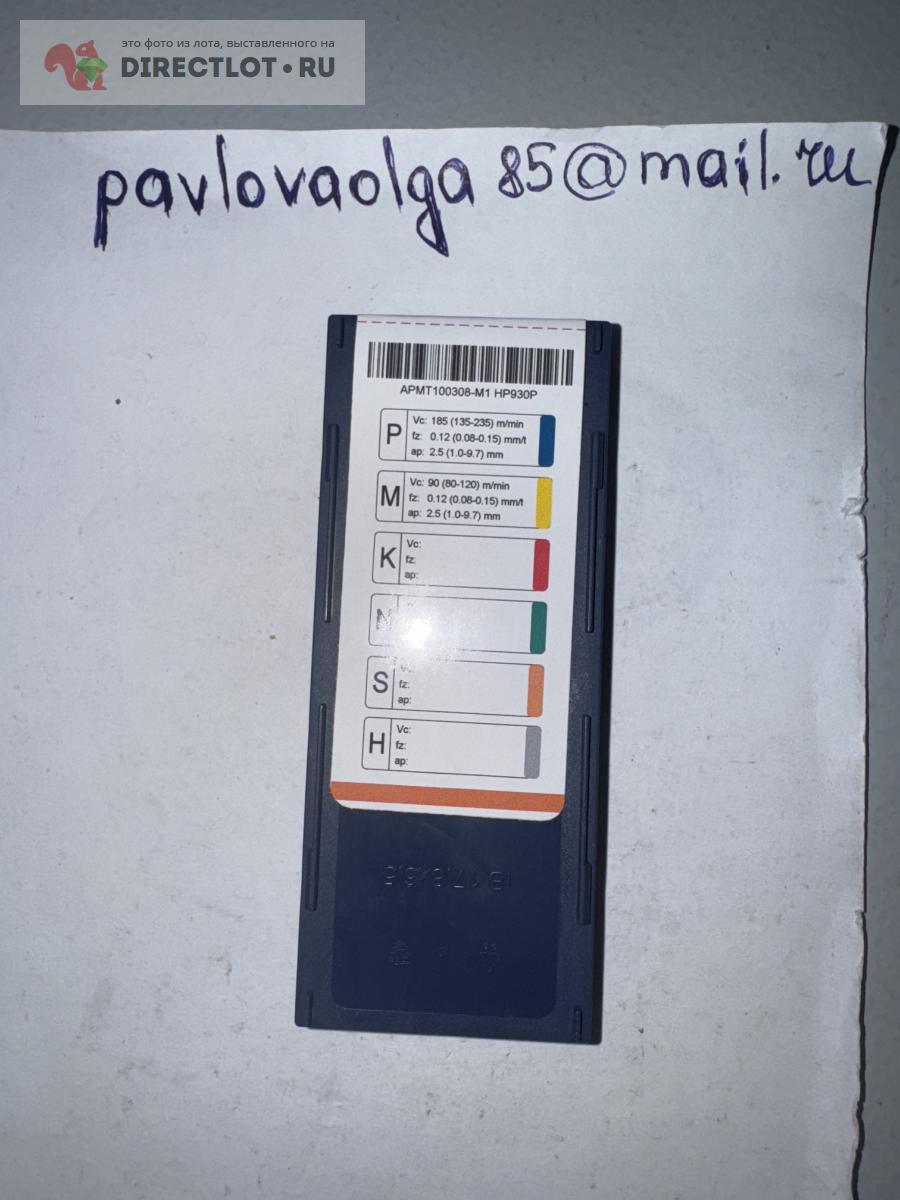 это фото из лота, выставленного на
DIRECTLOT•RU
pavlovaolga85@mail.ru
APMT100308-M1 HP930P
P
Vc: 185 (135-235) m/min
fz: 0.12 (0.08-0.15) mm/t
ap: 2.5 (1.0-9.7) mm
M
Vc: 90 (80-120) m/min
fz: 0.12 (0.08-0.15) mm/t
ap: 2.5 (1.0-9.7) mm
K
Vc:
fz:
ap:
N
S
Vc:
fz:
ap:
H
Vc:
fz:
ap: